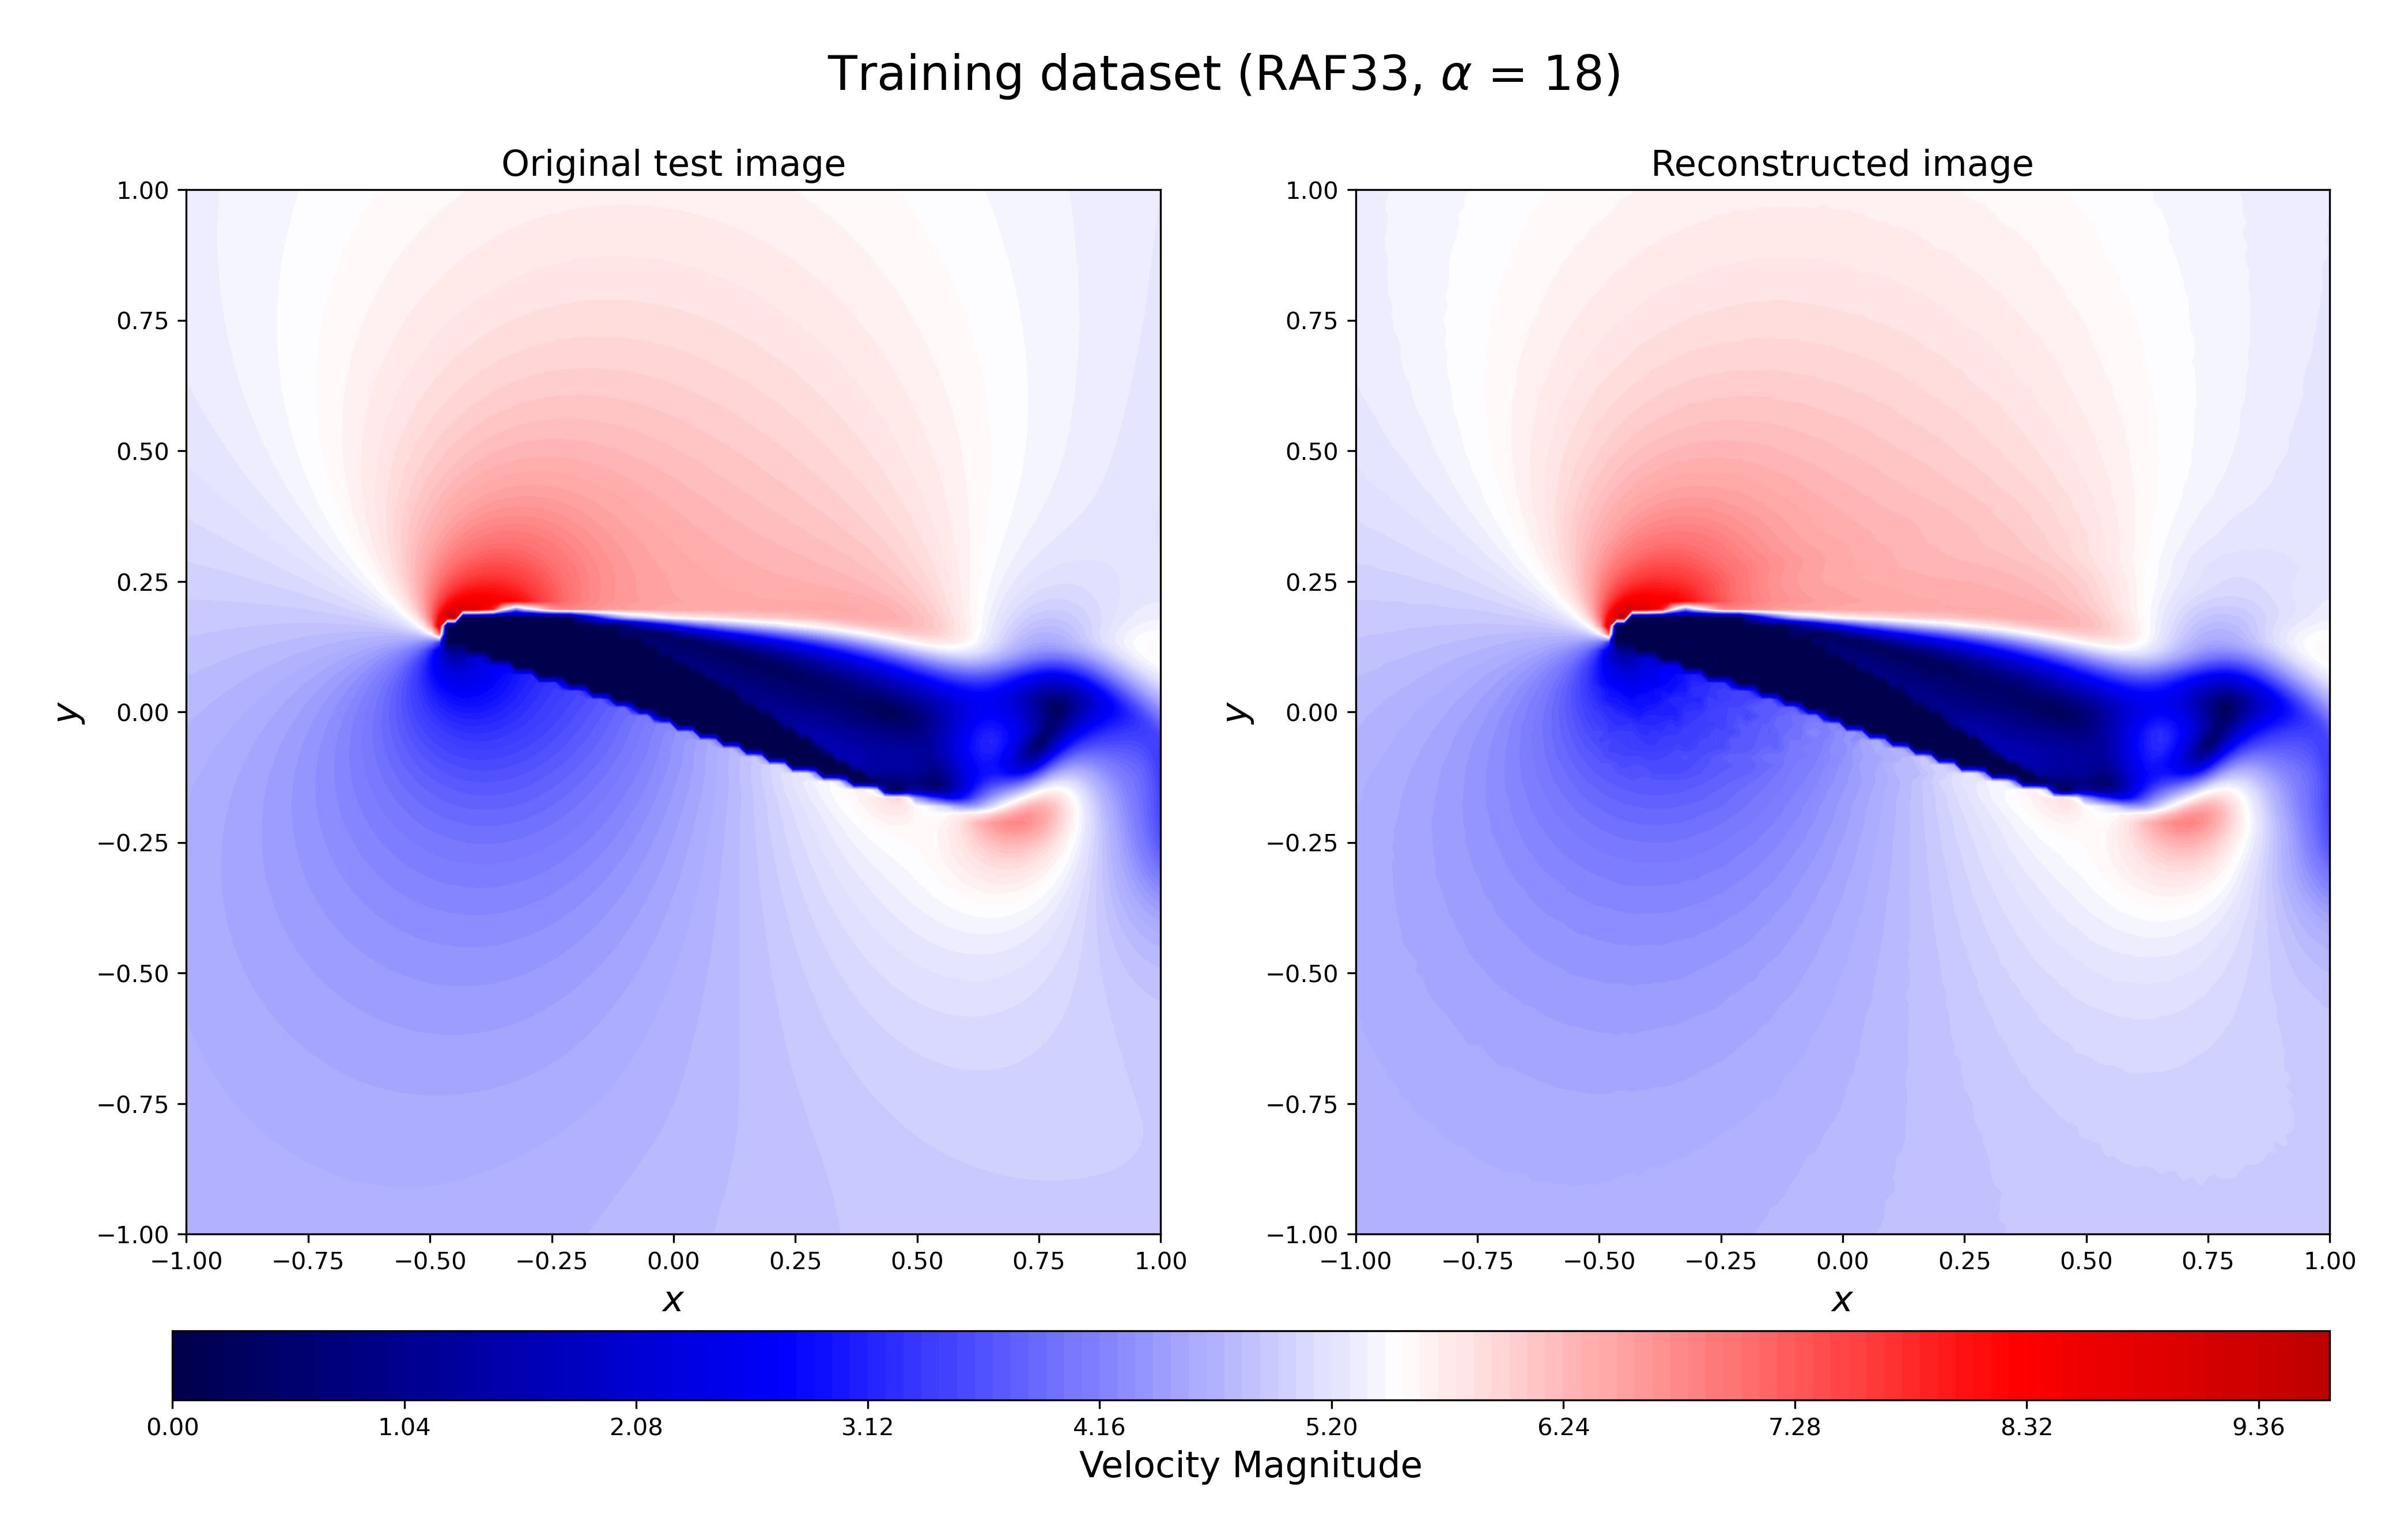 Training dataset (RAF33, α = 18)
Original test image
Reconstructed image
1.00
0.75
0.50
0.25
0.00
−0.25
−0.50
−0.75
−1.00
y
−1.00 −0.75 −0.50 −0.25 0.00 0.25 0.50 0.75 1.00
x
1.00
0.75
0.50
0.25
0.00
−0.25
−0.50
−0.75
−1.00
y
−1.00 −0.75 −0.50 −0.25 0.00 0.25 0.50 0.75 1.00
x
0.00 1.04 2.08 3.12 4.16 5.20 6.24 7.28 8.32 9.36
Velocity Magnitude